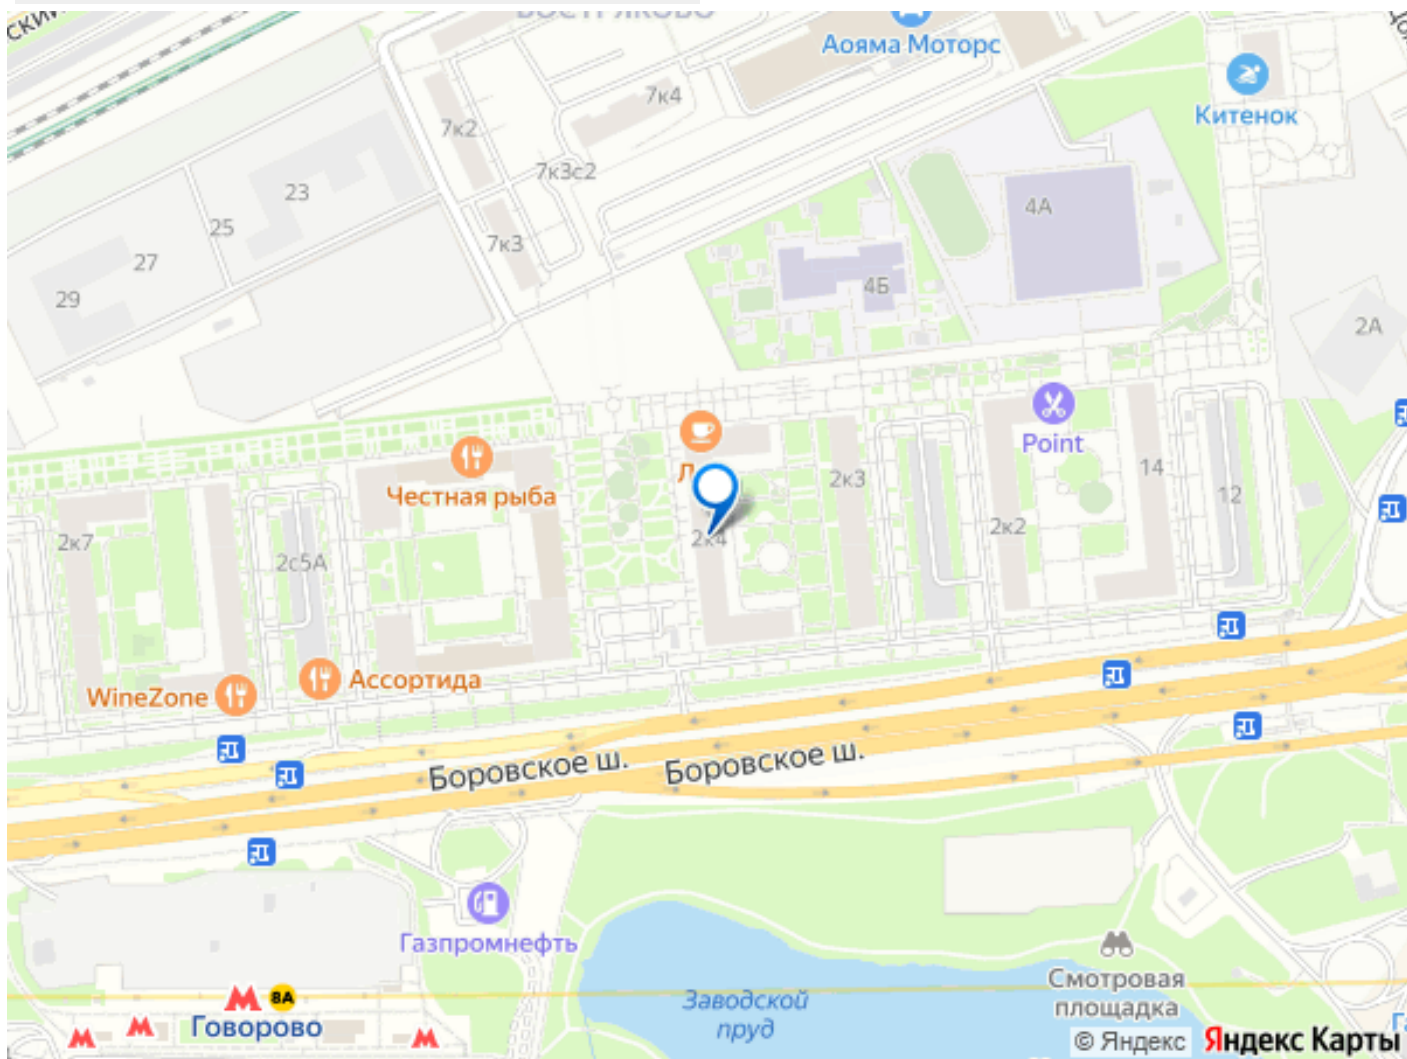 ВОСТРЯКОВО
Аояма Моторс
7к4
Китенок
7к2
7к3с2
23
4А
25
7к3
27
4Б
29
2А
Point
14
2к3
Честная рыба
12
2к2
2к7
2к4
2с5А
Ассортида
WineZone
Боровское ш.
Боровское ш.
Газпромнефть
Смотровая
площадка
8А
Заводской
пруд
Говорово
© Яндекс
Яндекс Карты